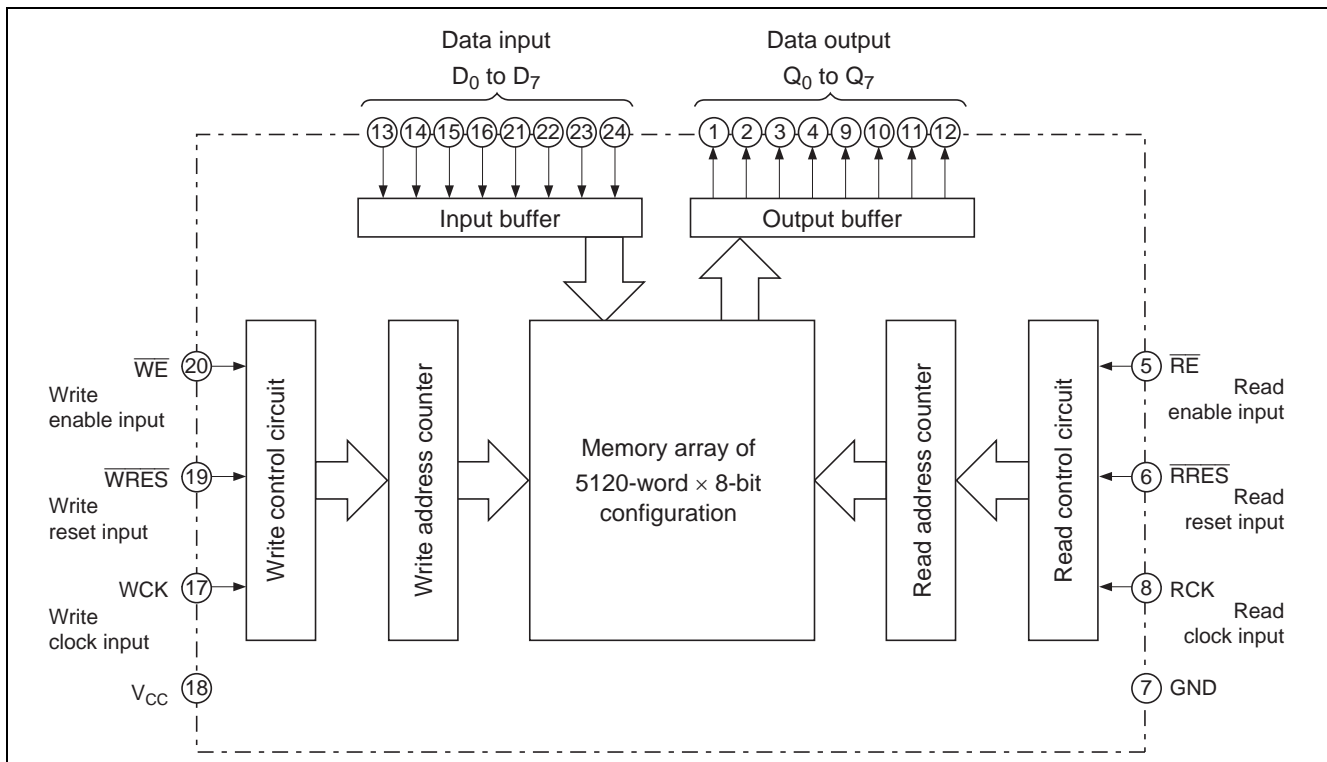 Data input
D0 to D7
Data output
Q0 to Q7
13 14 15 16 21 22 23 24
1 2 3 4 9 10 11 12
Input buffer
Output buffer
W̅E̅ 20
Write
enable input
W̅R̅E̅S̅ 19
Write
reset input
WCK 17
Write
clock input
VCC 18
Write control circuit
Write address counter
Memory array of
5120-word × 8-bit
configuration
Read address counter
Read control circuit
5 R̅E̅
Read
enable input
6 R̅R̅E̅S̅
Read
reset input
8 RCK
Read
clock input
7 GND